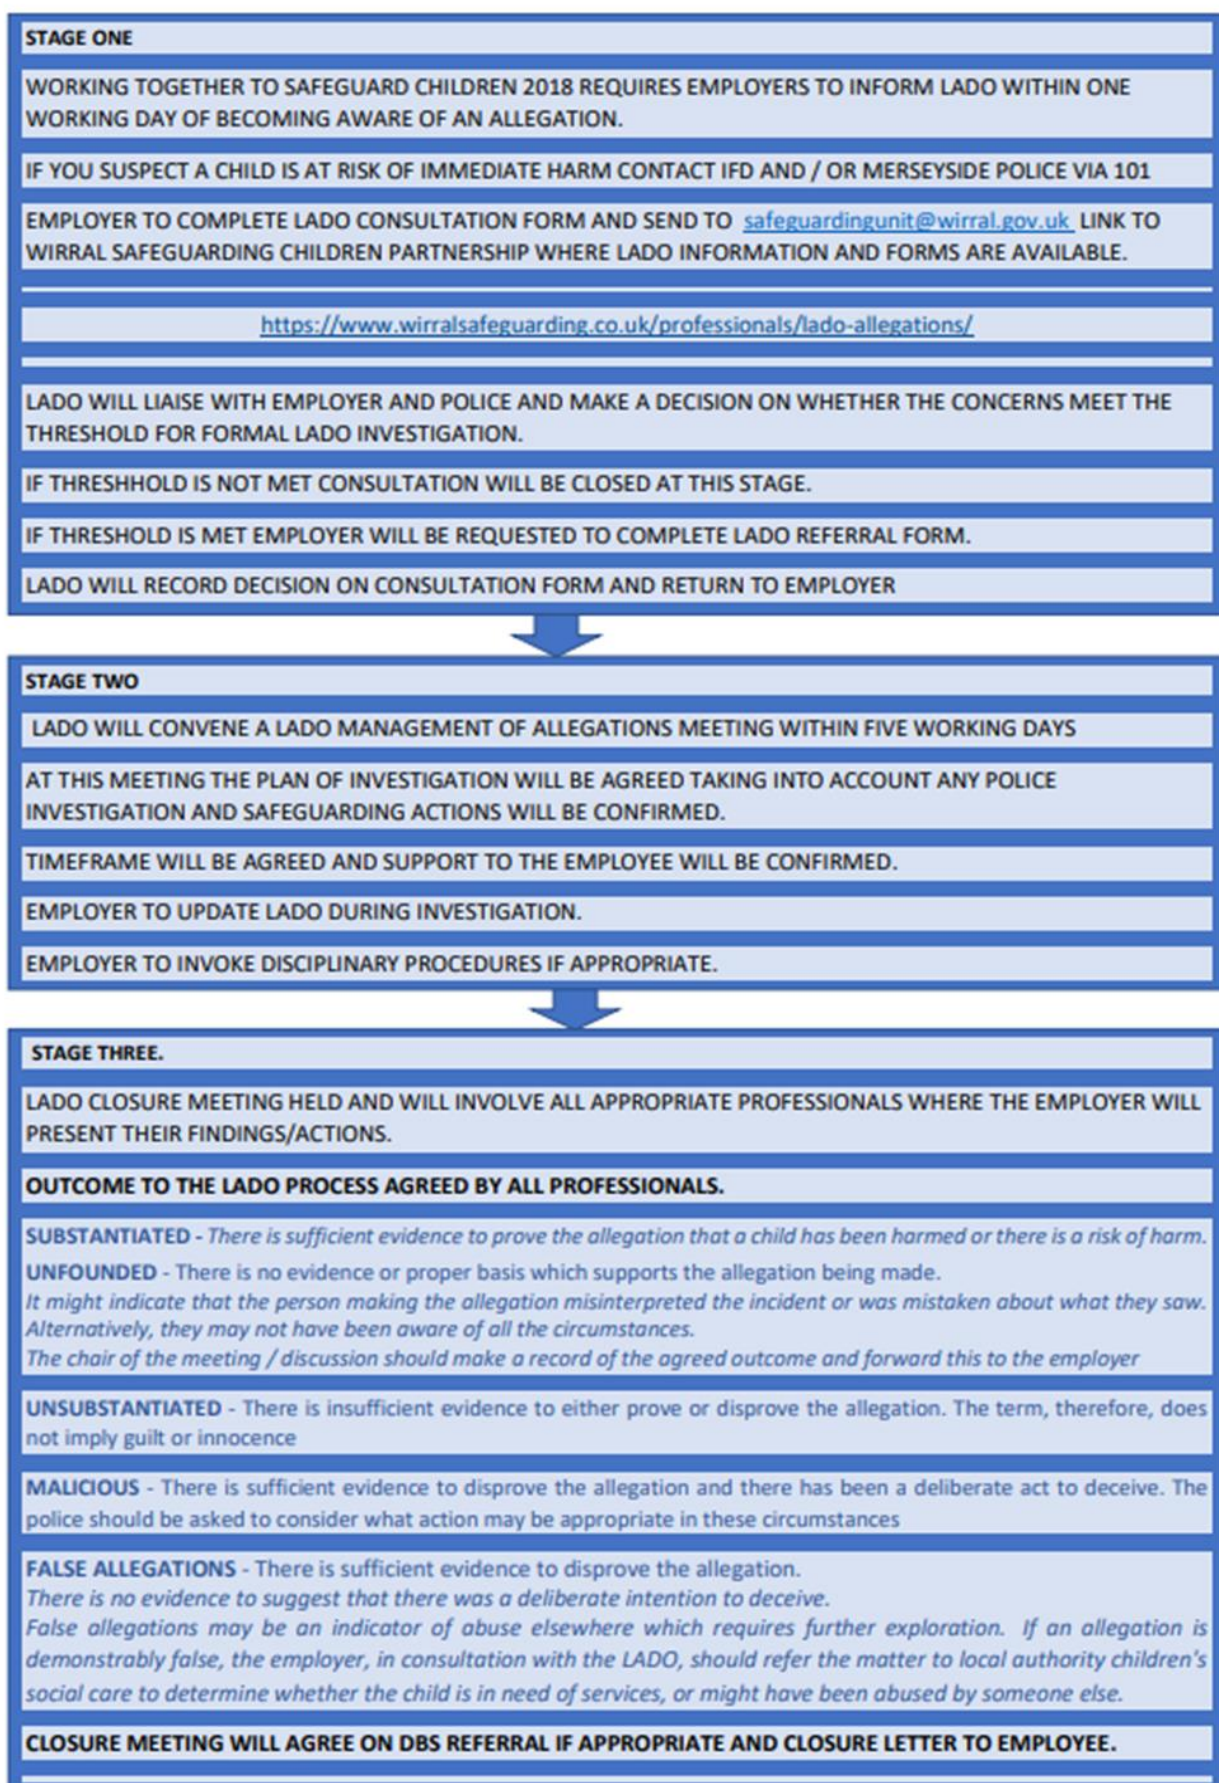 STAGE ONE
WORKING TOGETHER TO SAFEGUARD CHILDREN 2018 REQUIRES EMPLOYERS TO INFORM LADO WITHIN ONE
WORKING DAY OF BECOMING AWARE OF AN ALLEGATION.
IF YOU SUSPECT A CHILD IS AT RISK OF IMMEDIATE HARM CONTACT IFD AND / OR MERSEYSIDE POLICE VIA 101
EMPLOYER TO COMPLETE LADO CONSULTATION FORM AND SEND TO safeguardingunit@wirral.gov.uk LINK TO
WIRRAL SAFEGUARDING CHILDREN PARTNERSHIP WHERE LADO INFORMATION AND FORMS ARE AVAILABLE.
https://www.wirralsafeguarding.co.uk/professionals/lado-allegations/
LADO WILL LIAISE WITH EMPLOYER AND POLICE AND MAKE A DECISION ON WHETHER THE CONCERNS MEET THE
THRESHOLD FOR FORMAL LADO INVESTIGATION.
IF THRESHHOLD IS NOT MET CONSULTATION WILL BE CLOSED AT THIS STAGE.
IF THRESHOLD IS MET EMPLOYER WILL BE REQUESTED TO COMPLETE LADO REFERRAL FORM.
LADO WILL RECORD DECISION ON CONSULTATION FORM AND RETURN TO EMPLOYER
STAGE TWO
LADO WILL CONVENE A LADO MANAGEMENT OF ALLEGATIONS MEETING WITHIN FIVE WORKING DAYS
AT THIS MEETING THE PLAN OF INVESTIGATION WILL BE AGREED TAKING INTO ACCOUNT ANY POLICE
INVESTIGATION AND SAFEGUARDING ACTIONS WILL BE CONFIRMED.
TIMEFRAME WILL BE AGREED AND SUPPORT TO THE EMPLOYEE WILL BE CONFIRMED.
EMPLOYER TO UPDATE LADO DURING INVESTIGATION.
EMPLOYER TO INVOKE DISCIPLINARY PROCEDURES IF APPROPRIATE.
STAGE THREE.
LADO CLOSURE MEETING HELD AND WILL INVOLVE ALL APPROPRIATE PROFESSIONALS WHERE THE EMPLOYER WILL
PRESENT THEIR FINDINGS/ACTIONS.
OUTCOME TO THE LADO PROCESS AGREED BY ALL PROFESSIONALS.
SUBSTANTIATED - There is sufficient evidence to prove the allegation that a child has been harmed or there is a risk of harm.
UNFOUNDED - There is no evidence or proper basis which supports the allegation being made.
It might indicate that the person making the allegation misinterpreted the incident or was mistaken about what they saw.
Alternatively, they may not have been aware of all the circumstances.
The chair of the meeting / discussion should make a record of the agreed outcome and forward this to the employer
UNSUBSTANTIATED - There is insufficient evidence to either prove or disprove the allegation. The term, therefore, does
not imply guilt or innocence
MALICIOUS - There is sufficient evidence to disprove the allegation and there has been a deliberate act to deceive. The
police should be asked to consider what action may be appropriate in these circumstances
FALSE ALLEGATIONS - There is sufficient evidence to disprove the allegation.
There is no evidence to suggest that there was a deliberate intention to deceive.
False allegations may be an indicator of abuse elsewhere which requires further exploration. If an allegation is
demonstrably false, the employer, in consultation with the LADO, should refer the matter to local authority children's
social care to determine whether the child is in need of services, or might have been abused by someone else.
CLOSURE MEETING WILL AGREE ON DBS REFERRAL IF APPROPRIATE AND CLOSURE LETTER TO EMPLOYEE.